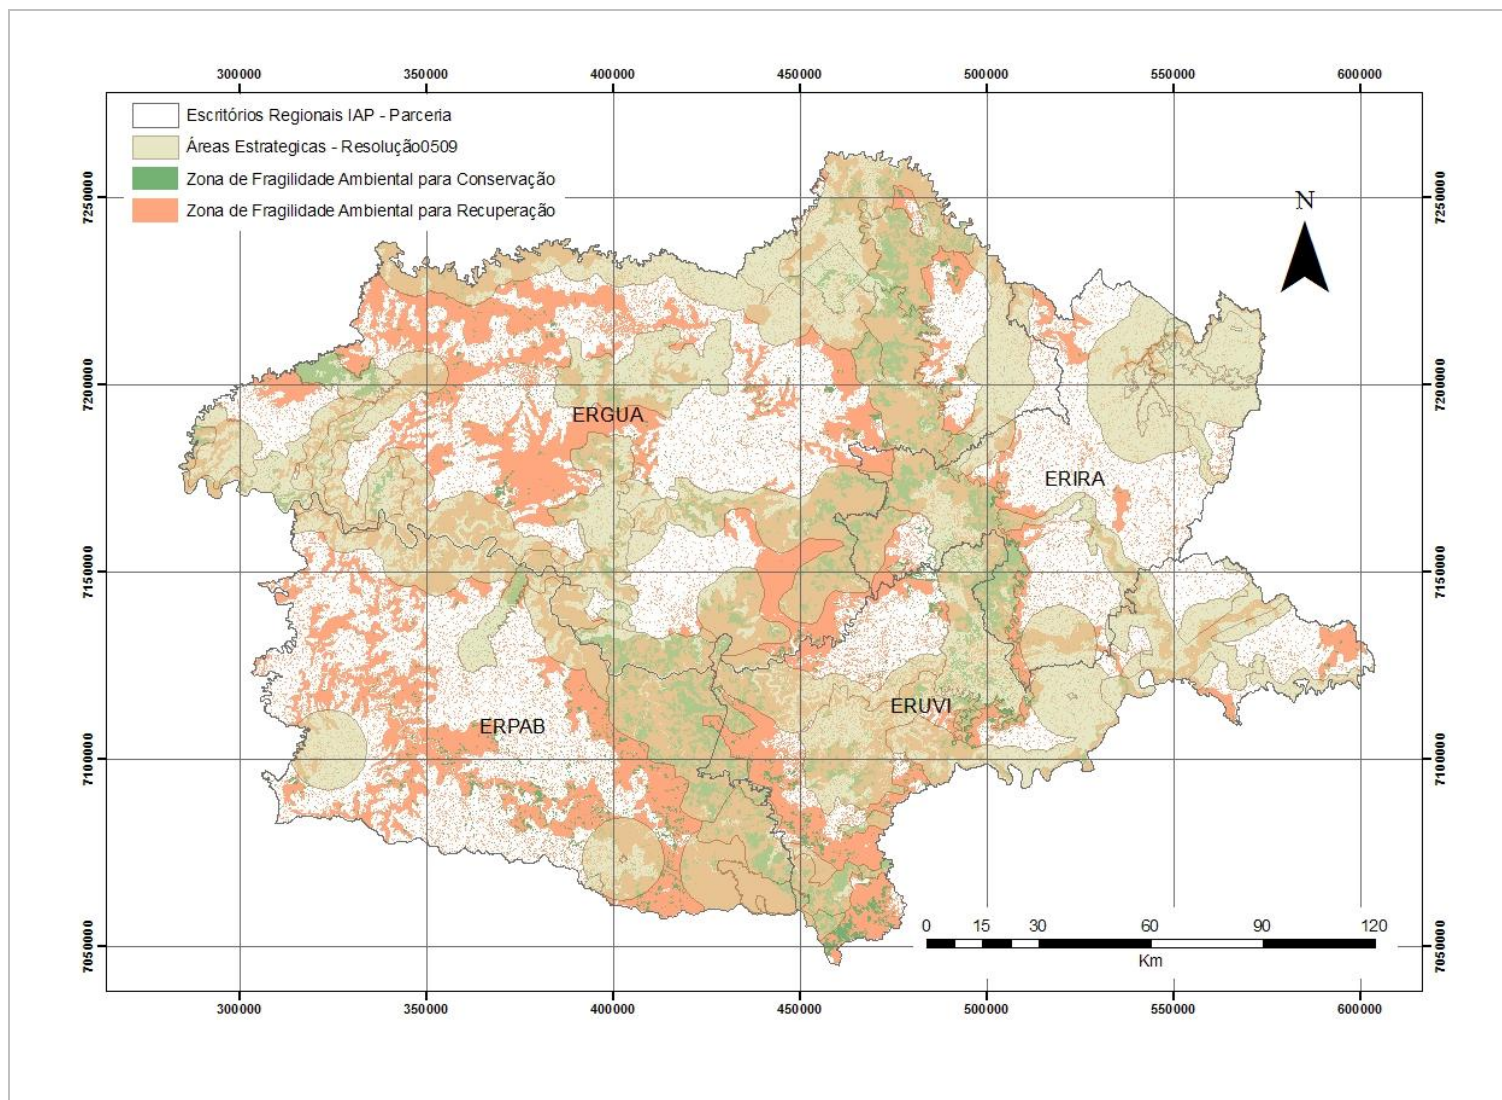 300000 350000 400000 450000 500000 550000 600000
Escritórios Regionais IAP - Parceria
Áreas Estrategicas - Resolução0509
Zona de Fragilidade Ambiental para Conservação
Zona de Fragilidade Ambiental para Recuperação
7250000 7250000
N
7200000 7200000
ERGUA
ERIRA
7150000 7150000
ERUVI
ERPAB
7100000 7100000
0 15 30 60 90 120
Km
7050000 7050000
300000 350000 400000 450000 500000 550000 600000